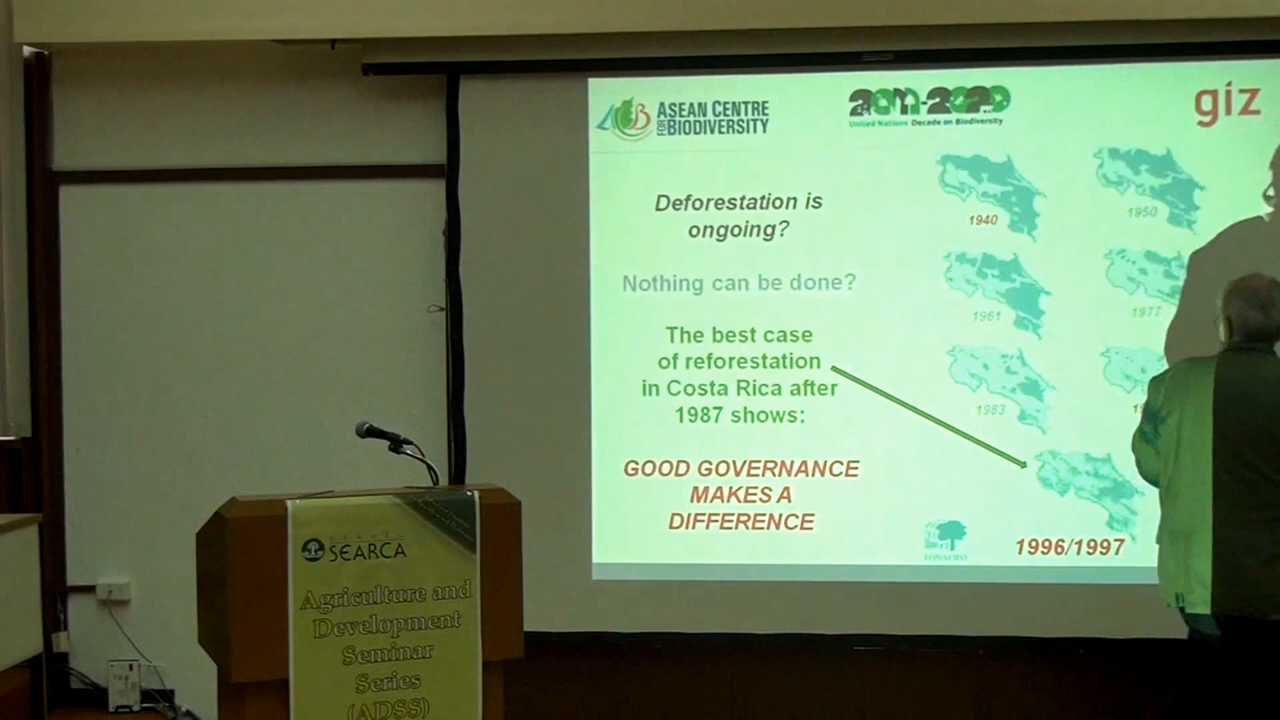 ASEAN CENTRE
FOR BIODIVERSITY
2011-2020
United Nations Decade on Biodiversity
giz
Deforestation is
ongoing?
Nothing can be done?
The best case
of reforestation
in Costa Rica after
1987 shows:
GOOD GOVERNANCE
MAKES A
DIFFERENCE
1940
1950
1961
1977
1983
1996/1997
SEARCA
Agriculture and
Development
Seminar
Series
(ADSS)